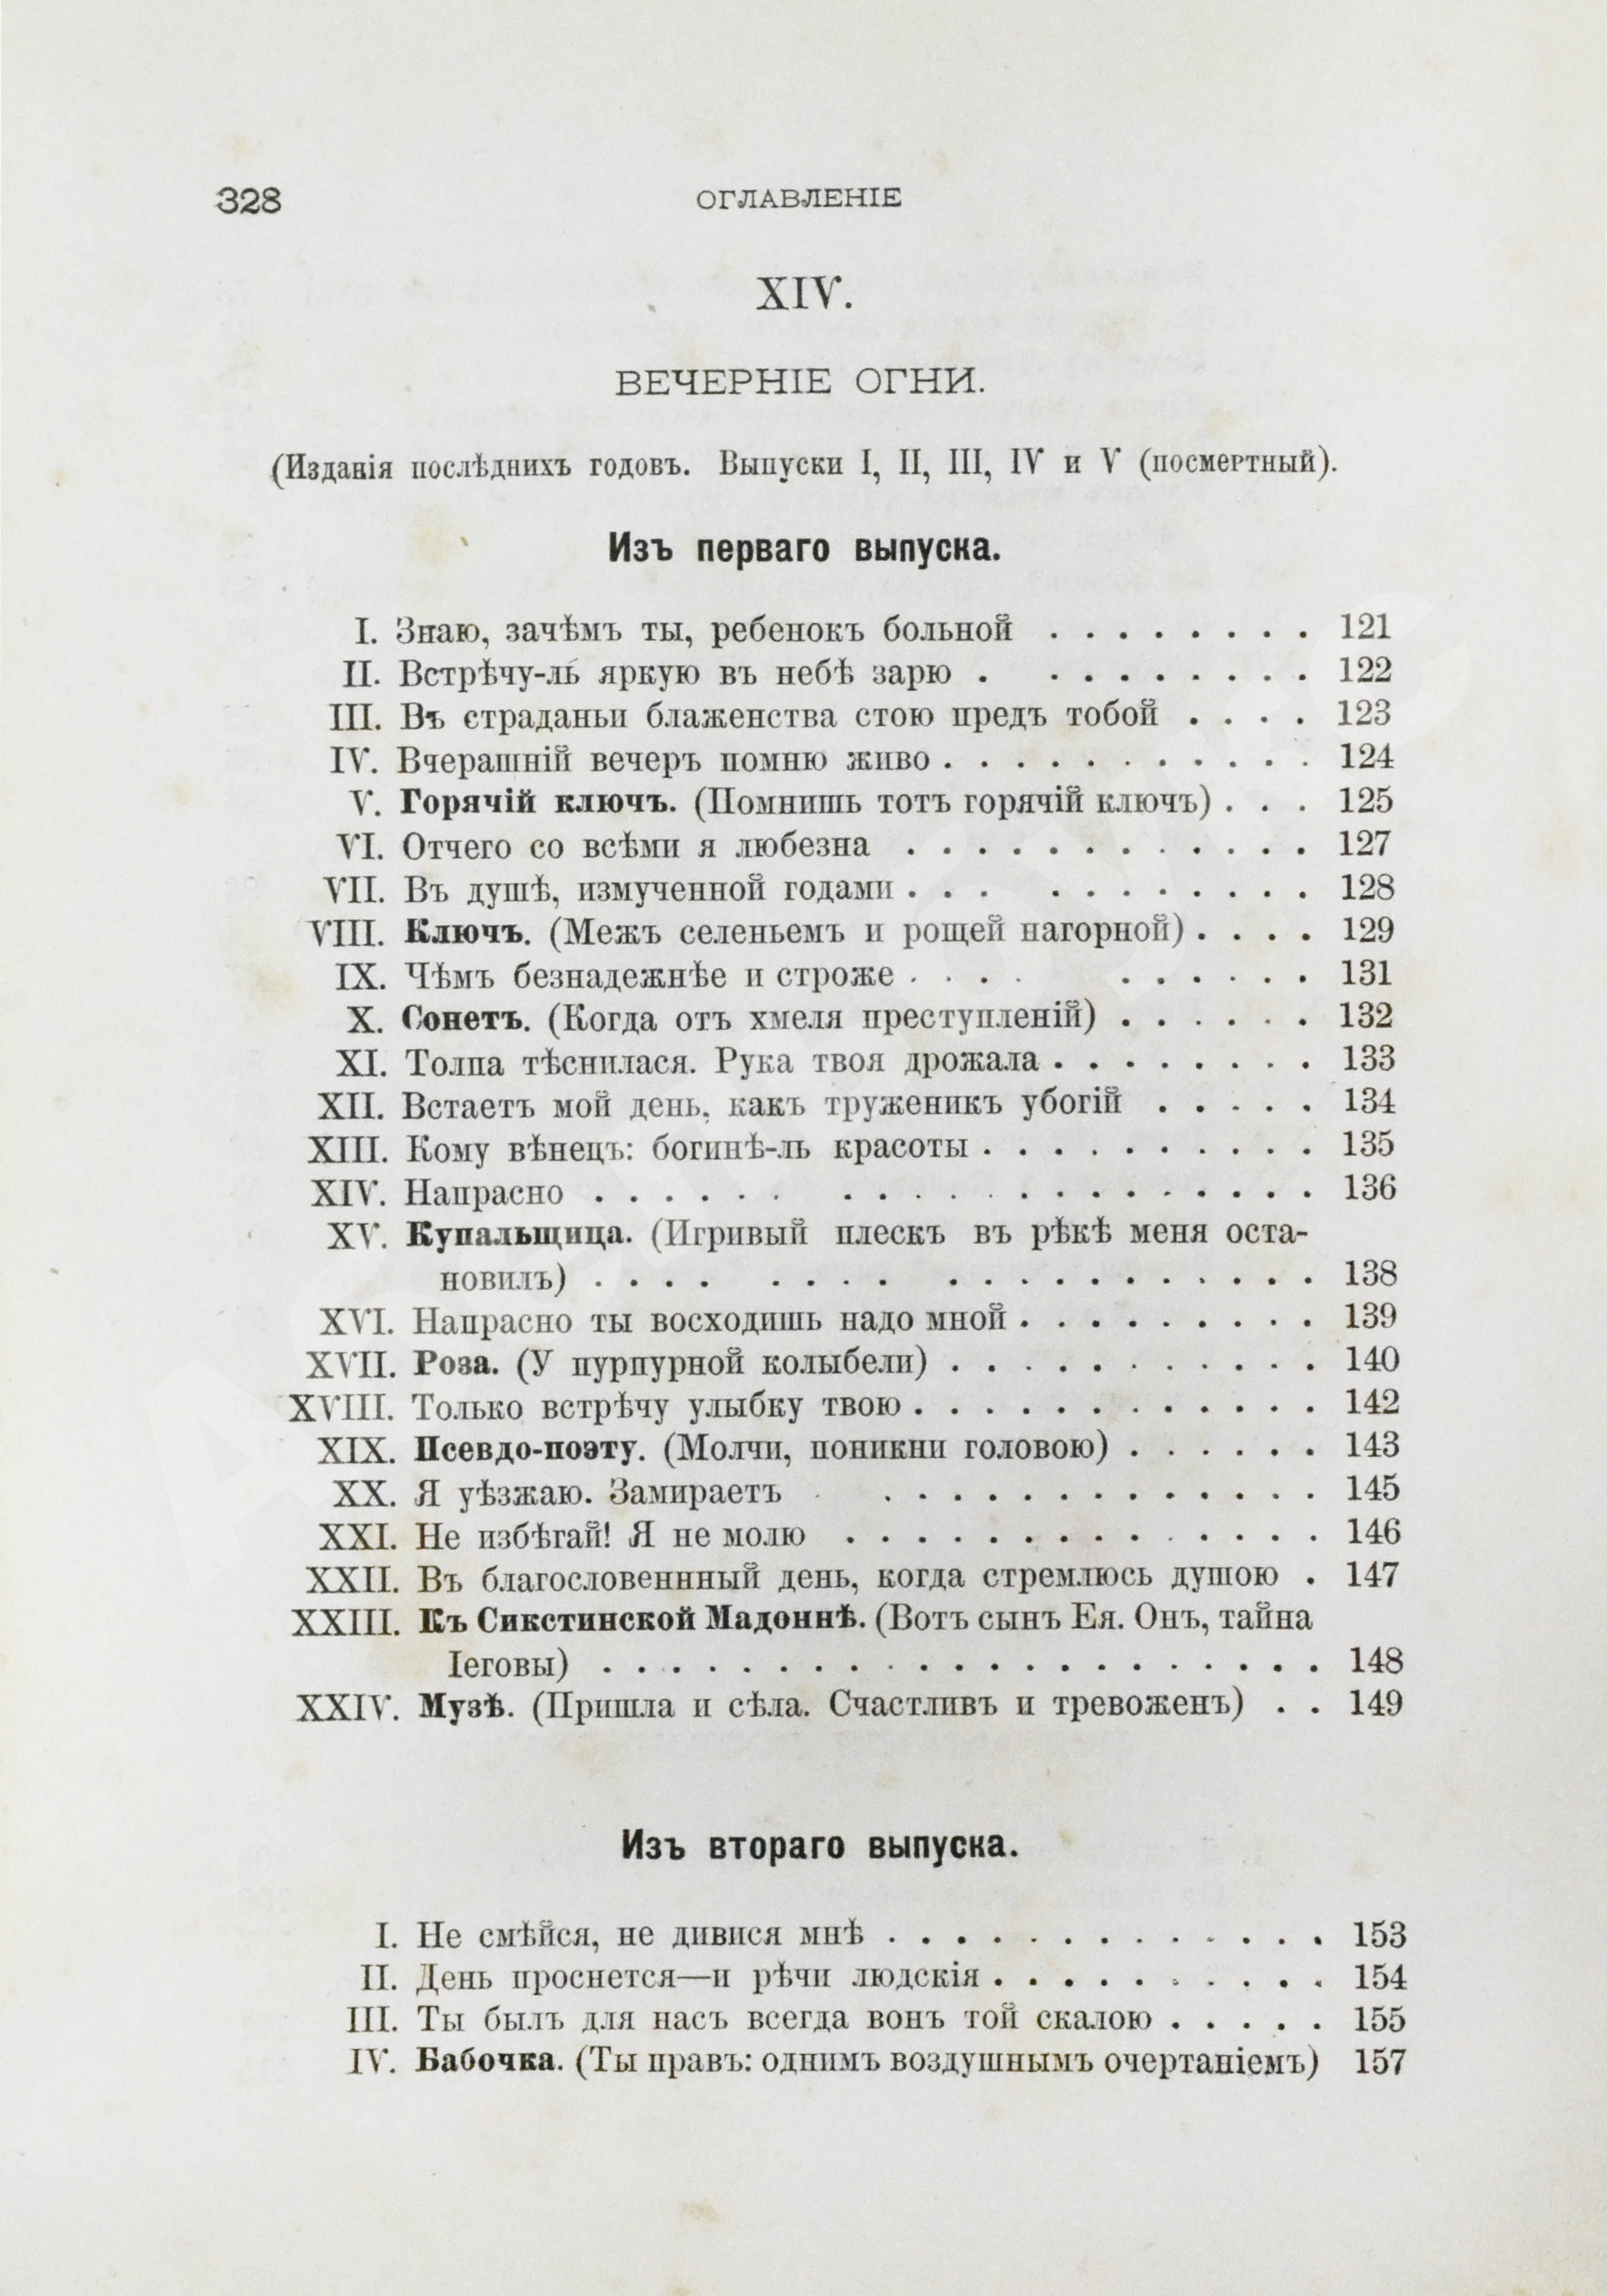 328
ОГЛАВЛЕНІЕ
XIV.
ВЕЧЕРНІЕ ОГНИ.
(Изданія послѣднихъ годовъ. Выпуски I, II, III, IV и V (посмертный).
Изъ перваго выпуска.
I. Знаю, зачѣмъ ты, ребенокъ больной . . . . . . . . 121
II. Встрѣчу-ль яркую въ небѣ зарю . . . . . . . . . 122
III. Въ страданьи блаженства стою предъ тобой . . . . 123
IV. Вчерашній вечеръ помню живо . . . . . . . . . . . 124
V. Горячій ключъ. (Помнишь тотъ горячій ключъ) . . . 125
VI. Отчего со всѣми я любезна . . . . . . . . . . . . 127
VII. Въ душѣ, измученной годами . . . . . . . . . . . 128
VIII. Ключъ. (Межъ селеньемъ и рощей нагорной) . . . . 129
IX. Чѣмъ безнадежнѣе и строже . . . . . . . . . . 131
X. Сонетъ. (Когда отъ хмеля преступленій) . . . . . . 132
XI. Толпа тѣснилася. Рука твоя дрожала . . . . . . . . 133
XII. Встаетъ мой день, какъ труженикъ убогій . . . . . 134
XIII. Кому вѣнецъ: богинѣ-ль красоты . . . . . . . . . . 135
XIV. Напрасно . . . . . . . . . . . . . . . . . . . . 136
XV. Купальщица. (Игривый плескъ въ рѣкѣ меня оста-
новилъ) . . . . . . . . . . . . . . . . . . . 138
XVI. Напрасно ты восходишь надо мной . . . . . . . . . 139
XVII. Роза. (У пурпурной колыбели) . . . . . . . . . . . 140
XVIII. Только встрѣчу улыбку твою . . . . . . . . . . . . 142
XIX. Псевдо-поэту. (Молчи, поникни головою) . . . . . . 143
XX. Я уѣзжаю. Замираетъ . . . . . . . . . . . . . . 145
XXI. Не избѣгай! Я не молю . . . . . . . . . . . . . . 146
XXII. Въ благословеннный день, когда стремлюсь душою . 147
XXIII. Къ Сикстинской Мадоннѣ. (Вотъ сынъ Ея. Онъ, тайна
Іеговы) . . . . . . . . . . . . . . . . . . . . . 148
XXIV. Музѣ. (Пришла и сѣла. Счастливъ и тревоженъ) . . 149
Изъ втораго выпуска.
I. Не смѣйся, не дивися мнѣ . . . . . . . . . . . . . 153
II. День проснется—и рѣчи людскія . . . . . . . . . . 154
III. Ты былъ для насъ всегда вонъ той скалою . . . . . 155
IV. Бабочка. (Ты правъ: однимъ воздушнымъ очертаніемъ) 157